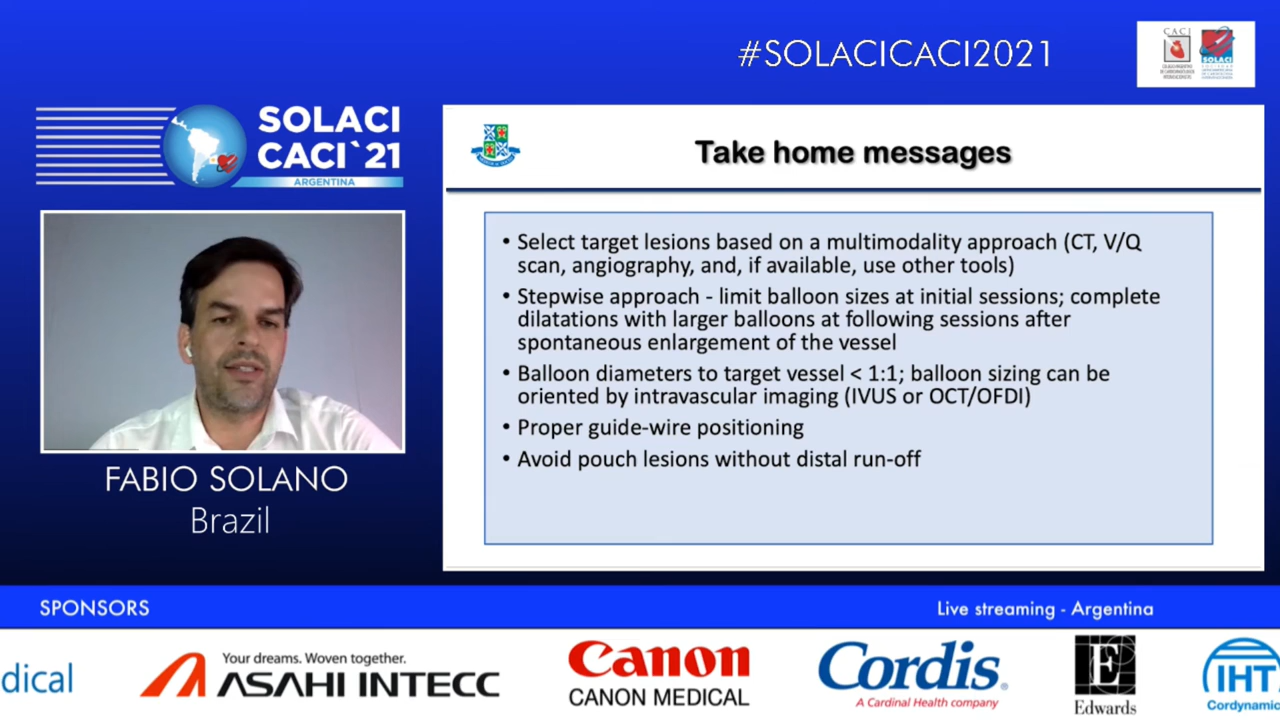 #SOLACICACI2021
CACI
SOLACI
SOLACI
CACI`21
ARGENTINA
FABIO SOLANO
Brazil
Take home messages
• Select target lesions based on a multimodality approach (CT, V/Q
scan, angiography, and, if available, use other tools)
• Stepwise approach - limit balloon sizes at initial sessions; complete
dilatations with larger balloons at following sessions after
spontaneous enlargement of the vessel
• Balloon diameters to target vessel < 1:1; balloon sizing can be
oriented by intravascular imaging (IVUS or OCT/OFDI)
• Proper guide-wire positioning
• Avoid pouch lesions without distal run-off
SPONSORS
Live streaming - Argentina
dical
Your dreams. Woven together.
ASAHI INTECC
Canon
CANON MEDICAL
Cordis®
A Cardinal Health company
E
Edwards
IHT
Cordynamic